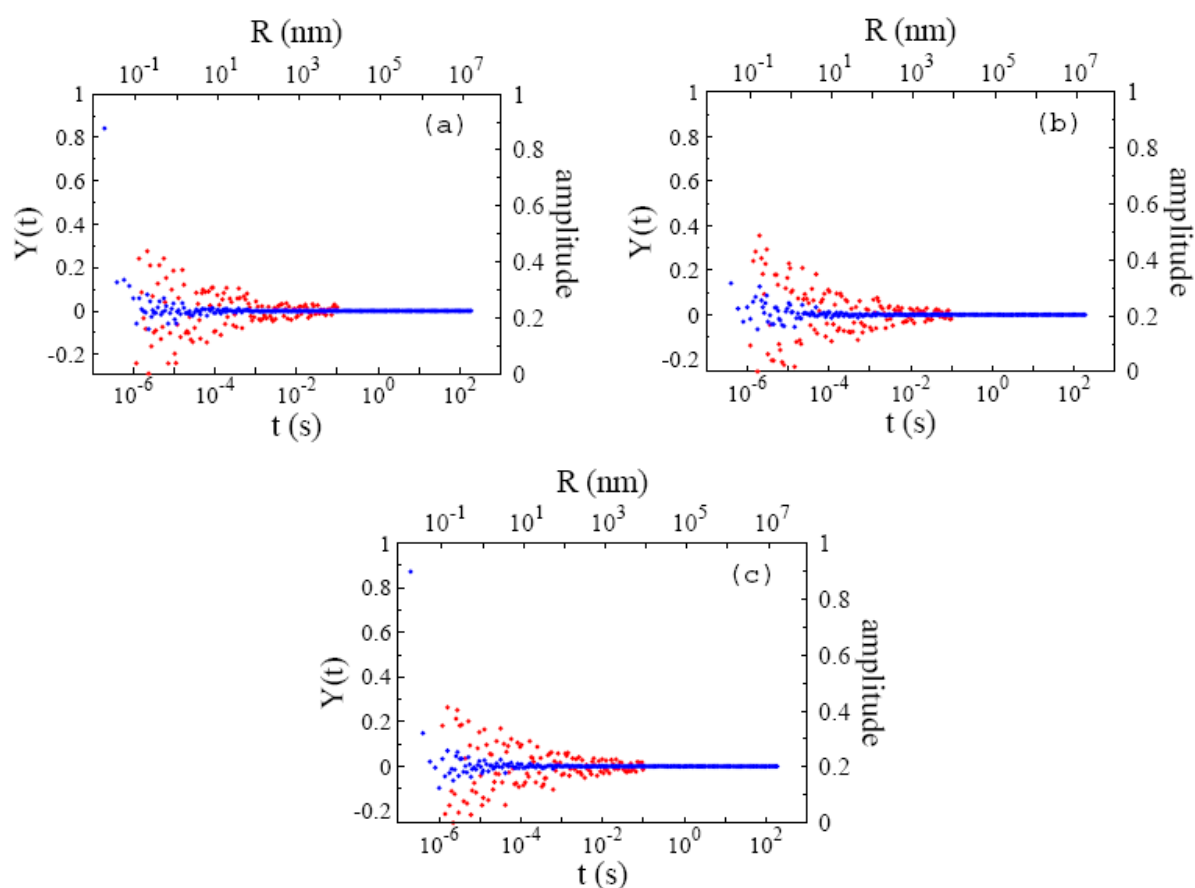 R (nm)
10^-1 10^1 10^3 10^5 10^7
1 0.8 0.6 0.4 0.2 0 -0.2
Y(t)
(a)
1 0.8 0.6 0.4 0.2 0
amplitude
10^-6 10^-4 10^-2 10^0 10^2
t (s)
R (nm)
10^-1 10^1 10^3 10^5 10^7
1 0.8 0.6 0.4 0.2 0 -0.2
Y(t)
(b)
1 0.8 0.6 0.4 0.2 0
amplitude
10^-6 10^-4 10^-2 10^0 10^2
t (s)
R (nm)
10^-1 10^1 10^3 10^5 10^7
1 0.8 0.6 0.4 0.2 0 -0.2
Y(t)
(c)
1 0.8 0.6 0.4 0.2 0
amplitude
10^-6 10^-4 10^-2 10^0 10^2
t (s)